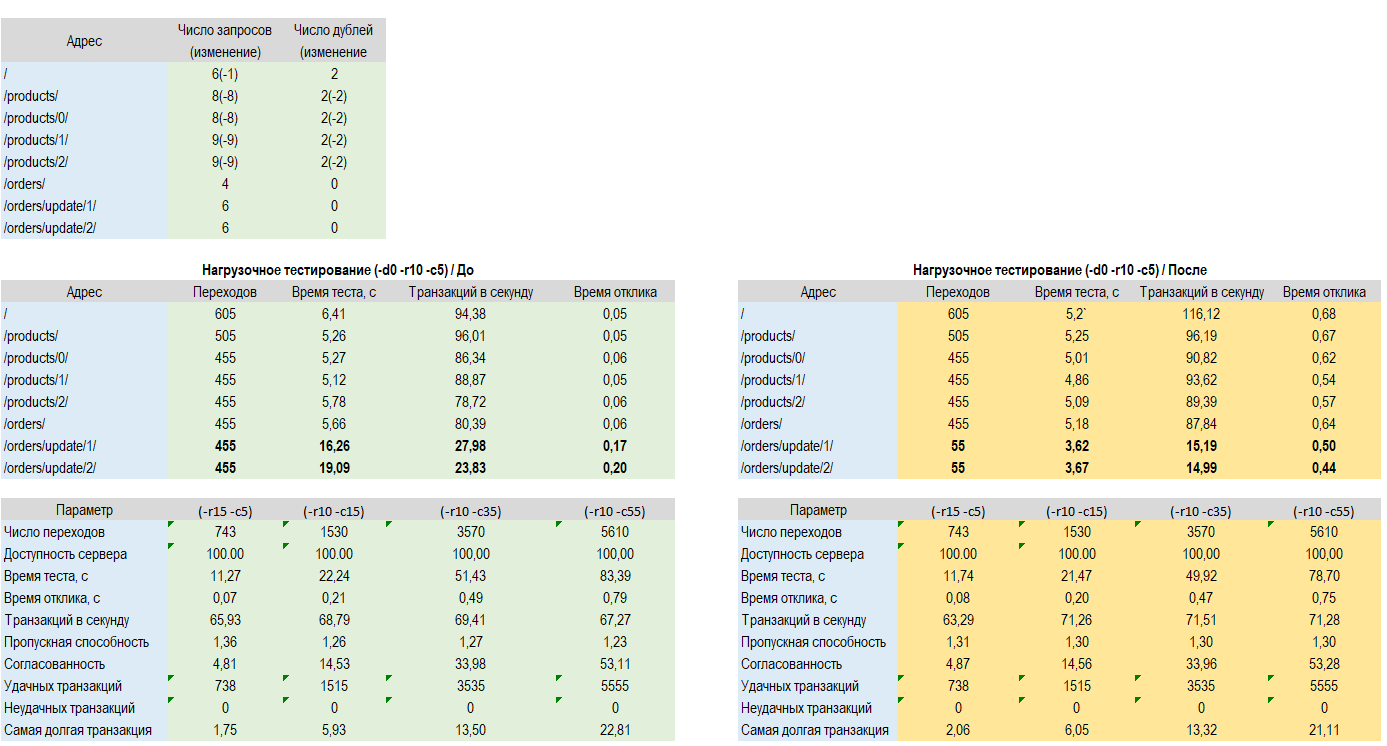 Адрес Число запросов (изменение) Число дублей (изменение
/ 6(-1) 2
/products/ 8(-8) 2(-2)
/products/0/ 8(-8) 2(-2)
/products/1/ 9(-9) 2(-2)
/products/2/ 9(-9) 2(-2)
/orders/ 4 0
/orders/update/1/ 6 0
/orders/update/2/ 6 0
Нагрузочное тестирование (-d0 -r10 -c5) / До
Адрес Переходов Время теста, с Транзакций в секунду Время отклика
/ 605 6,41 94,38 0,05
/products/ 505 5,26 96,01 0,05
/products/0/ 455 5,27 86,34 0,06
/products/1/ 455 5,12 88,87 0,05
/products/2/ 455 5,78 78,72 0,06
/orders/ 455 5,66 80,39 0,06
/orders/update/1/ 455 16,26 27,98 0,17
/orders/update/2/ 455 19,09 23,83 0,20
Нагрузочное тестирование (-d0 -r10 -c5) / После
Адрес Переходов Время теста, с Транзакций в секунду Время отклика
/ 605 5,2` 116,12 0,68
/products/ 505 5,25 96,19 0,67
/products/0/ 455 5,01 90,82 0,62
/products/1/ 455 4,86 93,62 0,54
/products/2/ 455 5,09 89,39 0,57
/orders/ 455 5,18 87,84 0,64
/orders/update/1/ 55 3,62 15,19 0,50
/orders/update/2/ 55 3,67 14,99 0,44
Параметр (-r15 -c5) (-r10 -c15) (-r10 -c35) (-r10 -c55)
Число переходов 743 1530 3570 5610
Доступность сервера 100.00 100.00 100,00 100,00
Время теста, с 11,27 22,24 51,43 83,39
Время отклика, с 0,07 0,21 0,49 0,79
Транзакций в секунду 65,93 68,79 69,41 67,27
Пропускная способность 1,36 1,26 1,27 1,23
Согласованность 4,81 14,53 33,98 53,11
Удачных транзакций 738 1515 3535 5555
Неудачных транзакций 0 0 0 0
Самая долгая транзакция 1,75 5,93 13,50 22,81
Параметр (-r15 -c5) (-r10 -c15) (-r10 -c35) (-r10 -c55)
Число переходов 743 1530 3570 5610
Доступность сервера 100.00 100.00 100,00 100,00
Время теста, с 11,74 21,47 49,92 78,70
Время отклика, с 0,08 0,20 0,47 0,75
Транзакций в секунду 63,29 71,26 71,51 71,28
Пропускная способность 1,31 1,30 1,30 1,30
Согласованность 4,87 14,56 33,96 53,28
Удачных транзакций 738 1515 3535 5555
Неудачных транзакций 0 0 0 0
Самая долгая транзакция 2,06 6,05 13,32 21,11